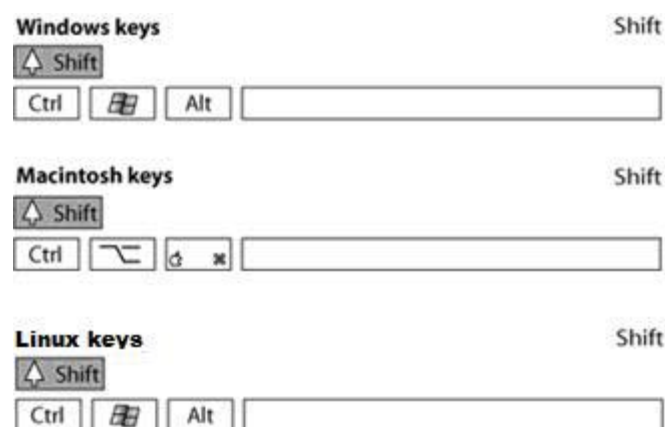 Windows keys Shift
Shift
Ctrl Alt
Macintosh keys Shift
Shift
Ctrl ⌥ ⌘
Linux keys Shift
Shift
Ctrl Alt